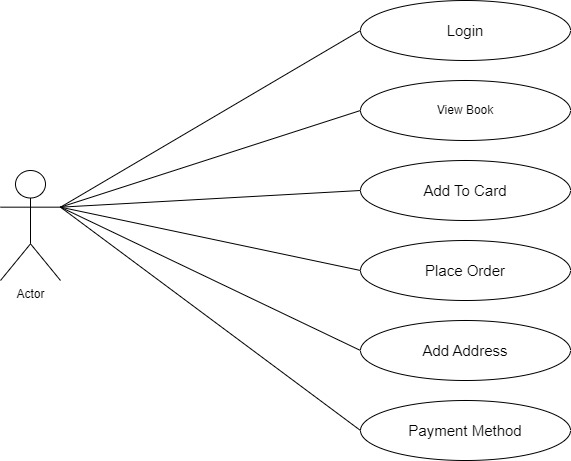 Login
View Book
Add To Card
Place Order
Actor
Add Address
Payment Method